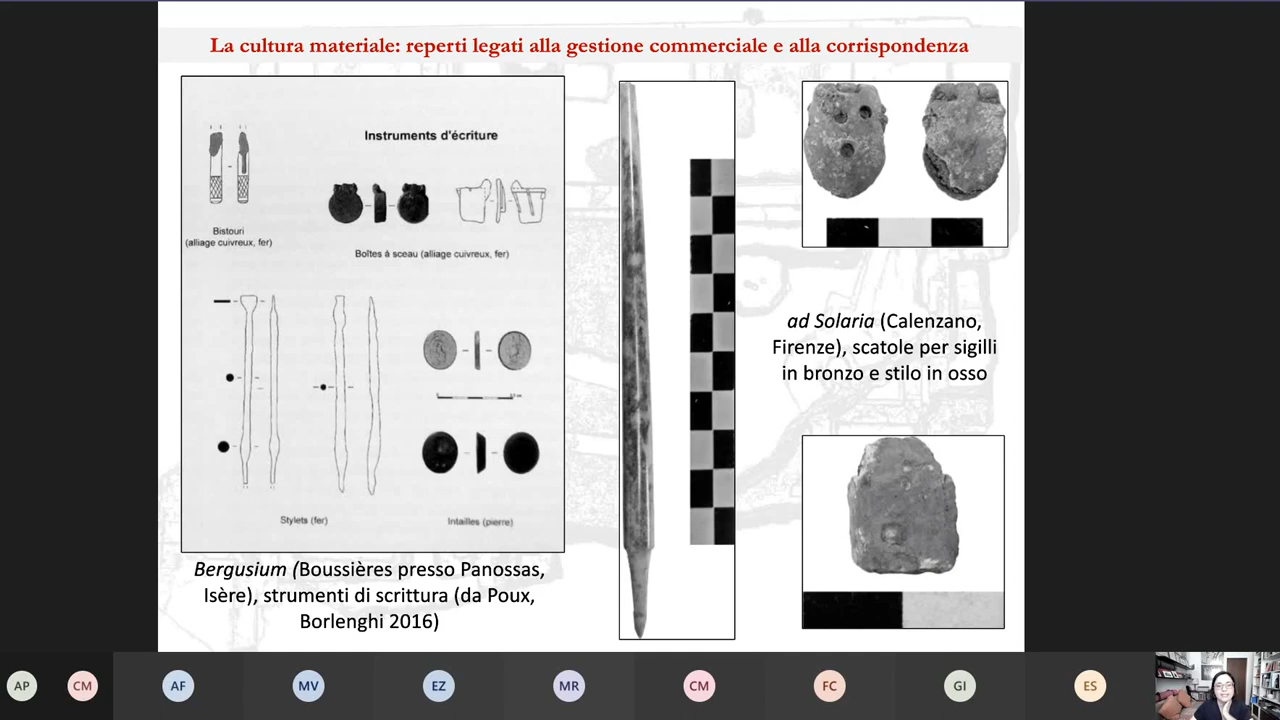 La cultura materiale: reperti legati alla gestione commerciale e alla corrispondenza
Instruments d'écriture
Bistouri
(alliage cuivreux, fer)
Boîtes à sceau (alliage cuivreux, fer)
Stylets (fer)
Intailles (pierre)
Bergusium (Boussières presso Panossas,
Isère), strumenti di scrittura (da Poux,
Borlenghi 2016)
ad Solaria (Calenzano,
Firenze), scatole per sigilli
in bronzo e stilo in osso
AP
CM
AF
MV
EZ
MR
CM
FC
GI
ES